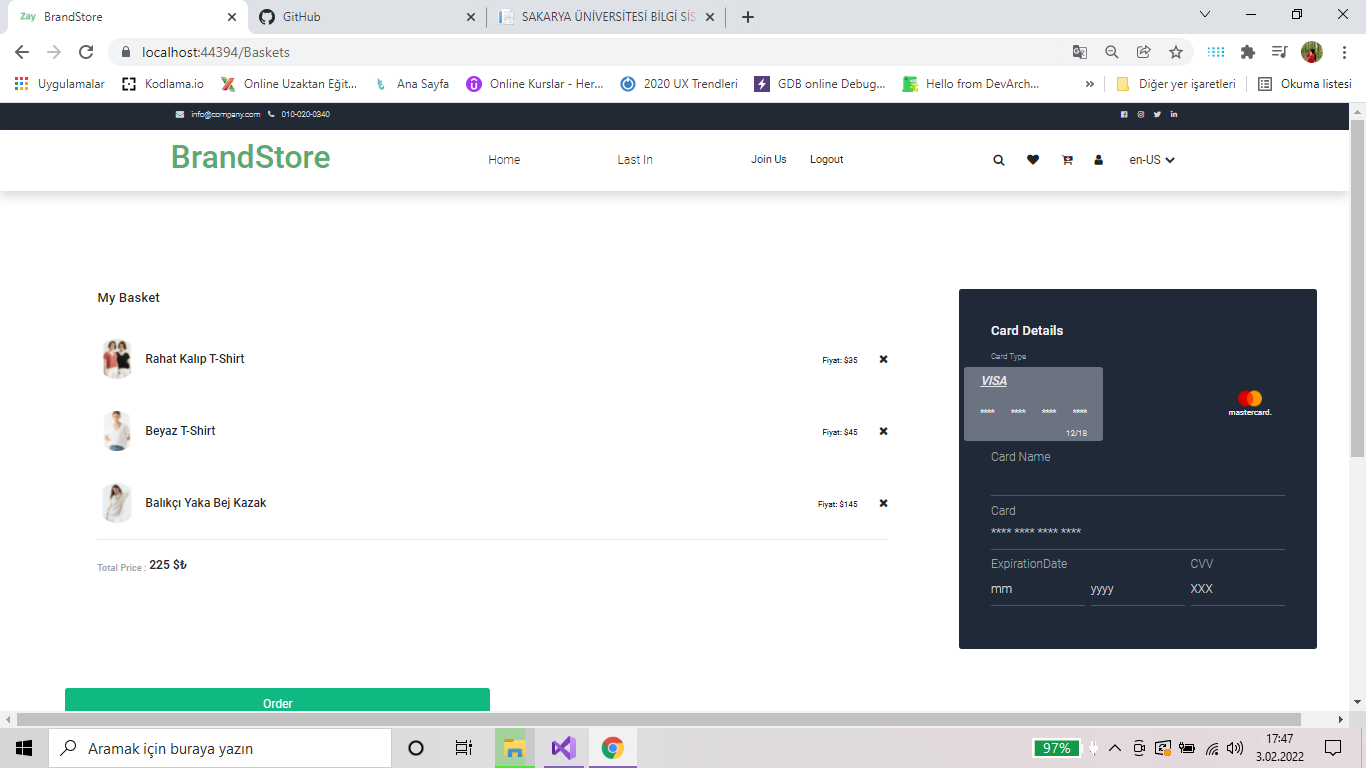 Zay BrandStore
GitHub
SAKARYA ÜNİVERSİTESİ BİLGİ SİS
localhost:44394/Baskets
Uygulamalar
Kodlama.io
Online Uzaktan Eğit...
Ana Sayfa
Online Kurslar - Her...
2020 UX Trendleri
GDB online Debug...
Hello from DevArch...
»
Diğer yer işaretleri
Okuma listesi
info@company.com 010-020-0340
BrandStore
Home
Last In
Join Us
Logout
en-US
My Basket
Rahat Kalıp T-Shirt
Fiyat: $35
Beyaz T-Shirt
Fiyat: $45
Balıkçı Yaka Bej Kazak
Fiyat: $145
Total Price : 225 $₺
Order
Card Details
Card Type
VISA
**** **** **** ****
12/18
mastercard.
Card Name
Card
**** **** **** ****
ExpirationDate
CVV
mm
yyyy
XXX
Aramak için buraya yazın
97%
17:47
3.02.2022